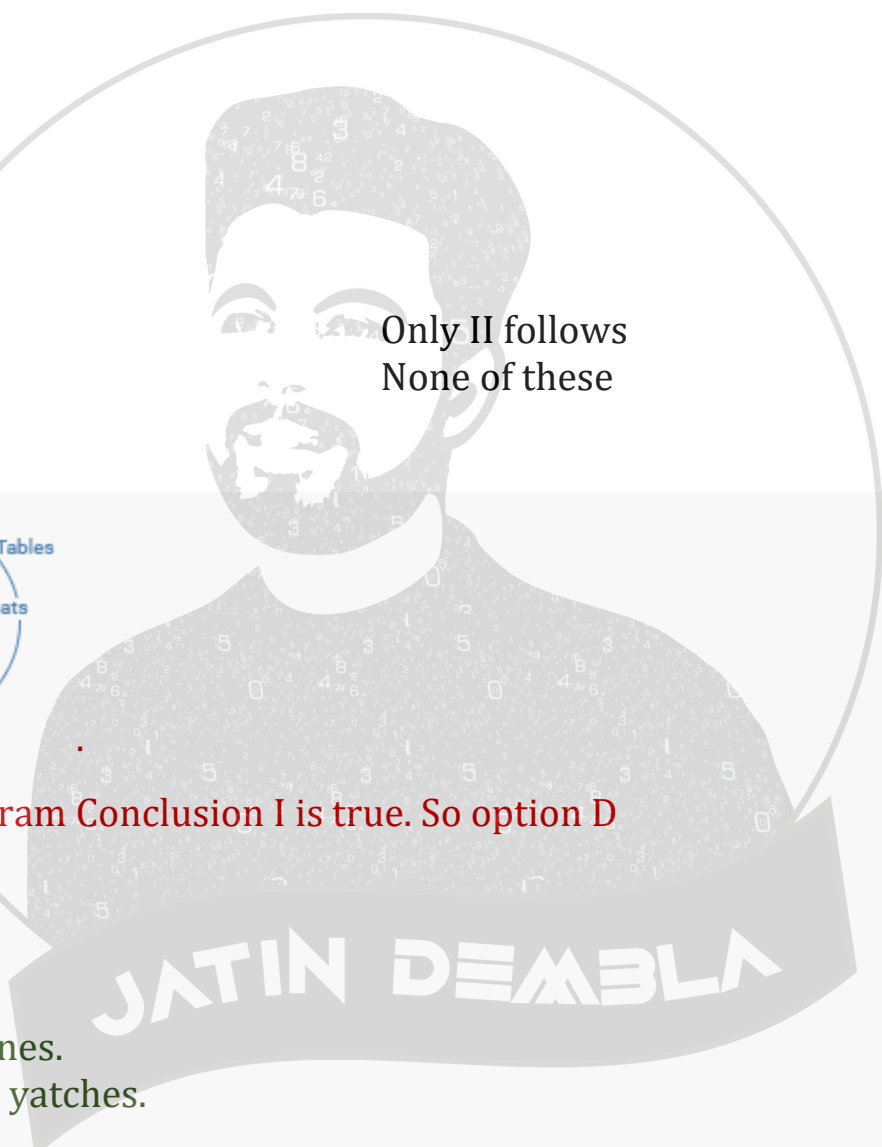 Only II follows
None of these
Tables
ats
.
ram Conclusion I is true. So option D
JATIN DEMBLA
nes.
yatches.